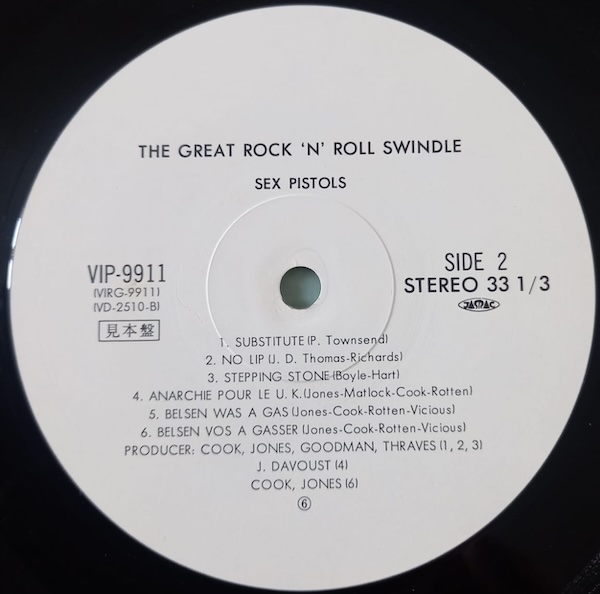 THE GREAT ROCK 'N' ROLL SWINDLE
SEX PISTOLS
VIP-9911
(VIRG-9911)
(VD-2510-B)
見本盤
SIDE 2
STEREO 33 1/3
JASRAC
1. SUBSTITUTE (P. Townsend)
2. NO LIP (J. D. Thomas-Richards)
3. STEPPING STONE (Boyle-Hart)
4. ANARCHIE POUR LE U. K. (Jones-Matlock-Cook-Rotten)
5. BELSEN WAS A GAS (Jones-Cook-Rotten-Vicious)
6. BELSEN VOS A GASSER (Jones-Cook-Rotten-Vicious)
PRODUCER: COOK, JONES, GOODMAN, THRAVES (1, 2, 3)
J. DAVOUST (4)
COOK, JONES (6)
⑥